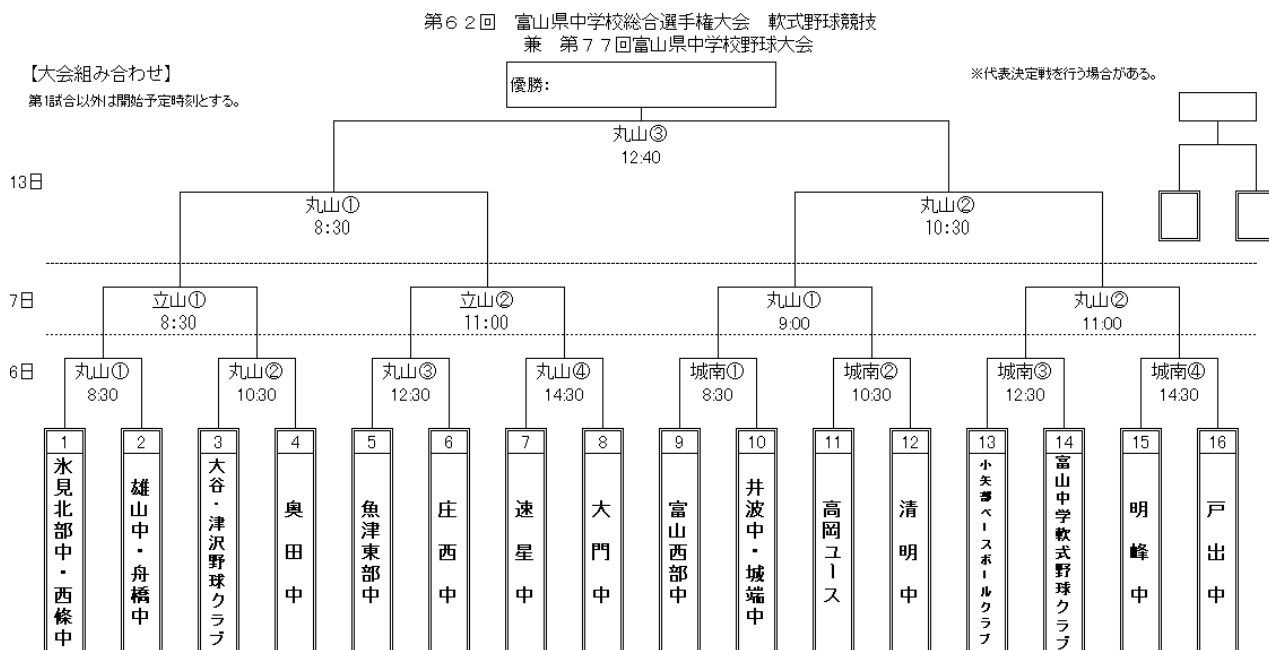 第６２回　富山県中学校総合選手権大会　軟式野球競技
兼　第７７回富山県中学校野球大会
【大会組み合わせ】
第1試合以外は開始予定時刻とする。
優勝：
※代表決定戦を行う場合がある。
丸山③
12:40
13日
丸山①
8:30
丸山②
10:30
7日
立山①
8:30
立山②
11:00
丸山①
9:00
丸山②
11:00
6日
丸山①
8:30
丸山②
10:30
丸山③
12:30
丸山④
14:30
城南①
8:30
城南②
10:30
城南③
12:30
城南④
14:30
1
氷見北部中・西條中
2
雄山中・舟橋中
3
大谷・津沢野球クラブ
4
奥田中
5
魚津東部中
6
庄西中
7
速星中
8
大門中
9
富山西部中
10
井波中・城端中
11
高岡ユース
12
清明中
13
小矢部ベースボールクラブ
14
富山中学軟式野球クラブ
15
明峰中
16
戸出中